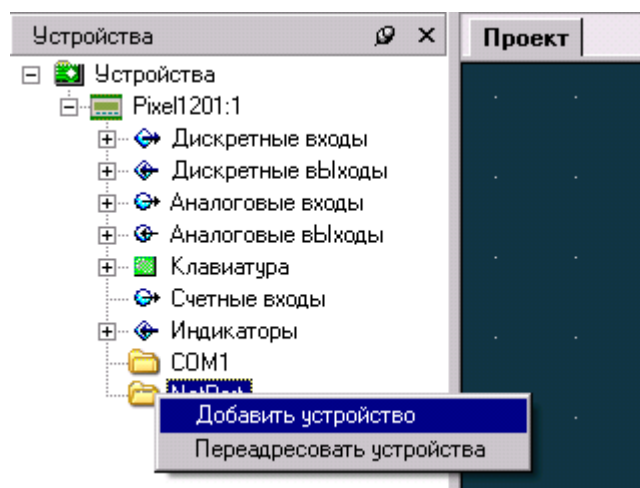 Устройства
Проект
Устройства
Pixel1201:1
Дискретные входы
Дискретные вЫходы
Аналоговые входы
Аналоговые вЫходы
Клавиатура
Счетные входы
Индикаторы
COM1
Добавить устройство
Переадресовать устройства